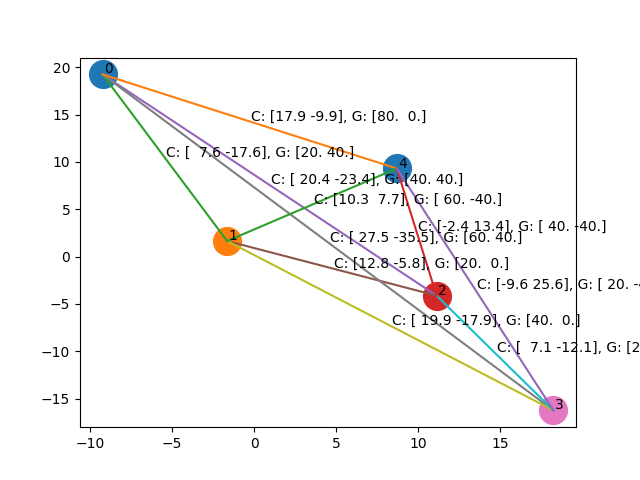 0
C: [17.9 -9.9], G: [80.  0.]
C: [  7.6 -17.6], G: [20. 40.]
4
C: [ 20.4 -23.4], G: [40. 40.]
C: [10.3  7.7], G: [ 60. -40.]
C: [-2.4 13.4], G: [ 40. -40.]
1
C: [ 27.5 -35.5], G: [60. 40.]
C: [12.8 -5.8], G: [20.  0.]
C: [-9.6 25.6], G: [ 20. -4
2
C: [ 19.9 -17.9], G: [40.  0.]
C: [  7.1 -12.1], G: [2
3
20
15
10
5
0
−5
−10
−15
−10
−5
0
5
10
15